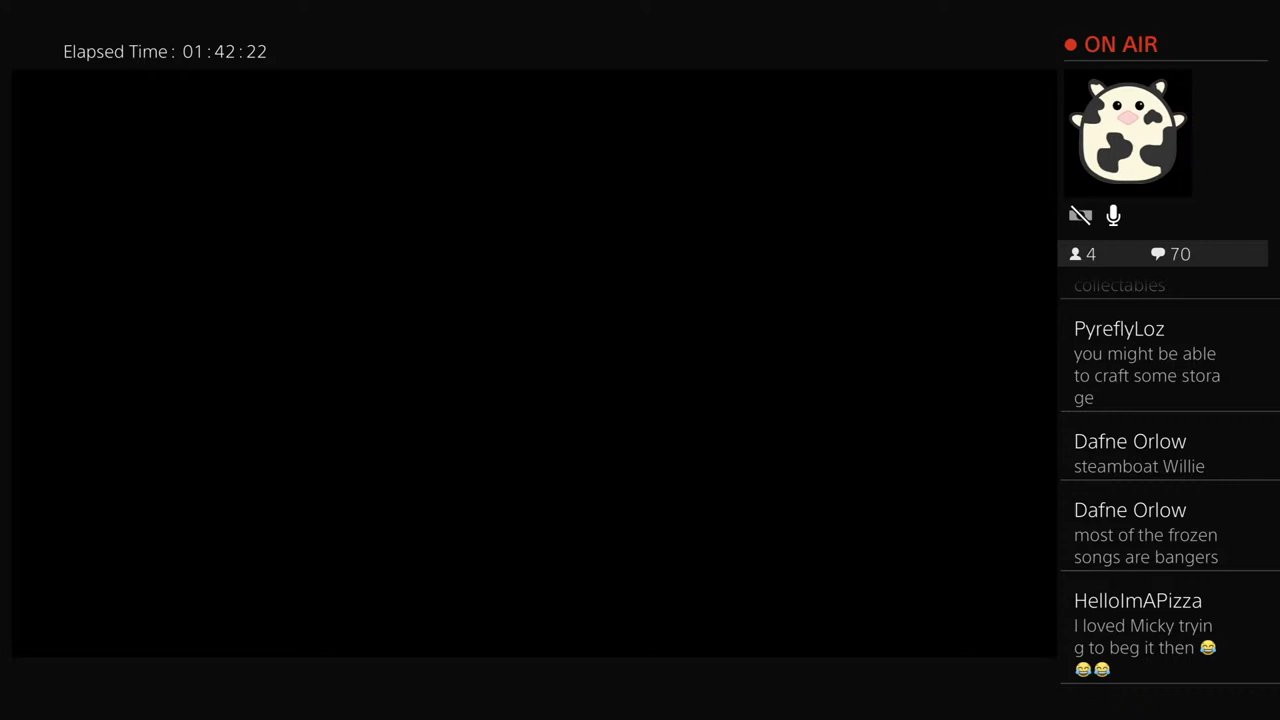 Elapsed Time: 01:42:22
ON AIR
4 70
collectables
PyreflyLoz
you might be able
to craft some stora
ge
Dafne Orlow
steamboat Willie
Dafne Orlow
most of the frozen
songs are bangers
HelloImAPizza
I loved Micky tryin
g to beg it then 😂
😂😂